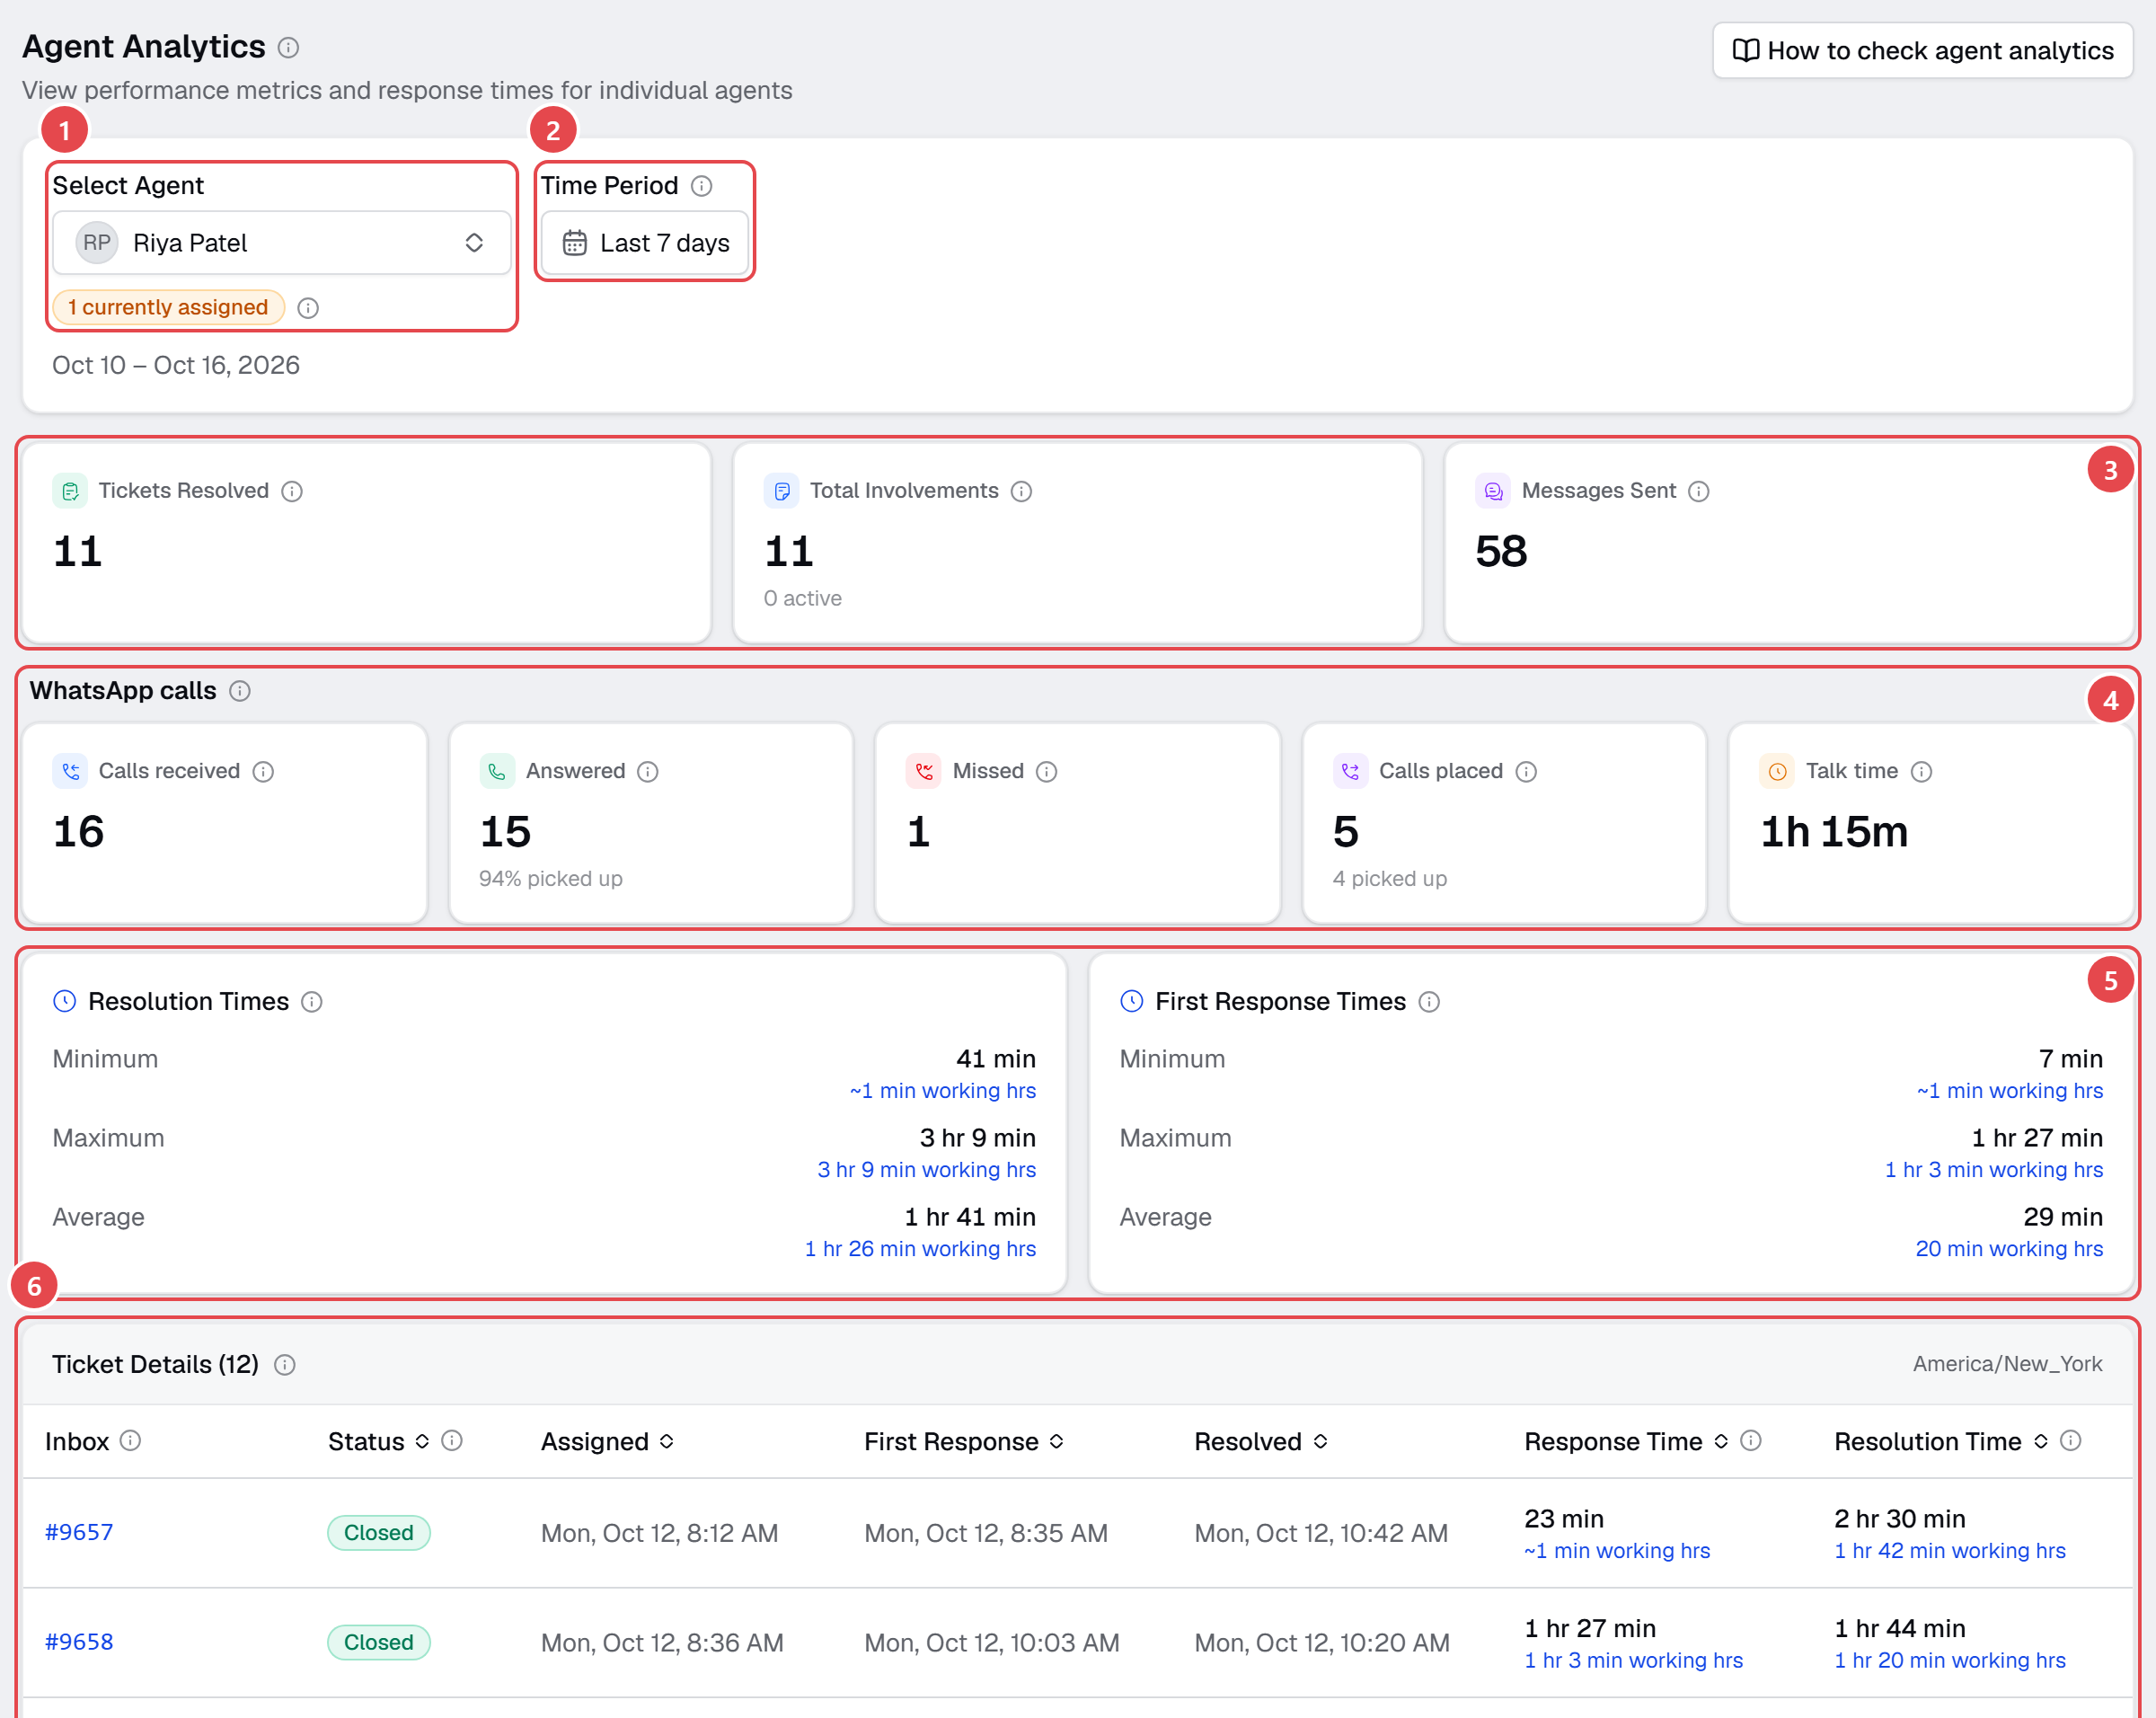 Agent Analytics
How to check agent analytics
View performance metrics and response times for individual agents
1
2
Select Agent
Time Period
RP Riya Patel
Last 7 days
1 currently assigned
Oct 10 – Oct 16, 2026
3
Tickets Resolved
11
Total Involvements
11
0 active
Messages Sent
58
WhatsApp calls
4
Calls received
16
Answered
15
94% picked up
Missed
1
Calls placed
5
4 picked up
Talk time
1h 15m
5
Resolution Times
Minimum
41 min
~1 min working hrs
Maximum
3 hr 9 min
3 hr 9 min working hrs
Average
1 hr 41 min
1 hr 26 min working hrs
First Response Times
Minimum
7 min
~1 min working hrs
Maximum
1 hr 27 min
1 hr 3 min working hrs
Average
29 min
20 min working hrs
6
Ticket Details (12)
America/New_York
Inbox Status Assigned First Response Resolved Response Time Resolution Time
#9657 Closed Mon, Oct 12, 8:12 AM Mon, Oct 12, 8:35 AM Mon, Oct 12, 10:42 AM 23 min 2 hr 30 min
~1 min working hrs 1 hr 42 min working hrs
#9658 Closed Mon, Oct 12, 8:36 AM Mon, Oct 12, 10:03 AM Mon, Oct 12, 10:20 AM 1 hr 27 min 1 hr 44 min
1 hr 3 min working hrs 1 hr 20 min working hrs